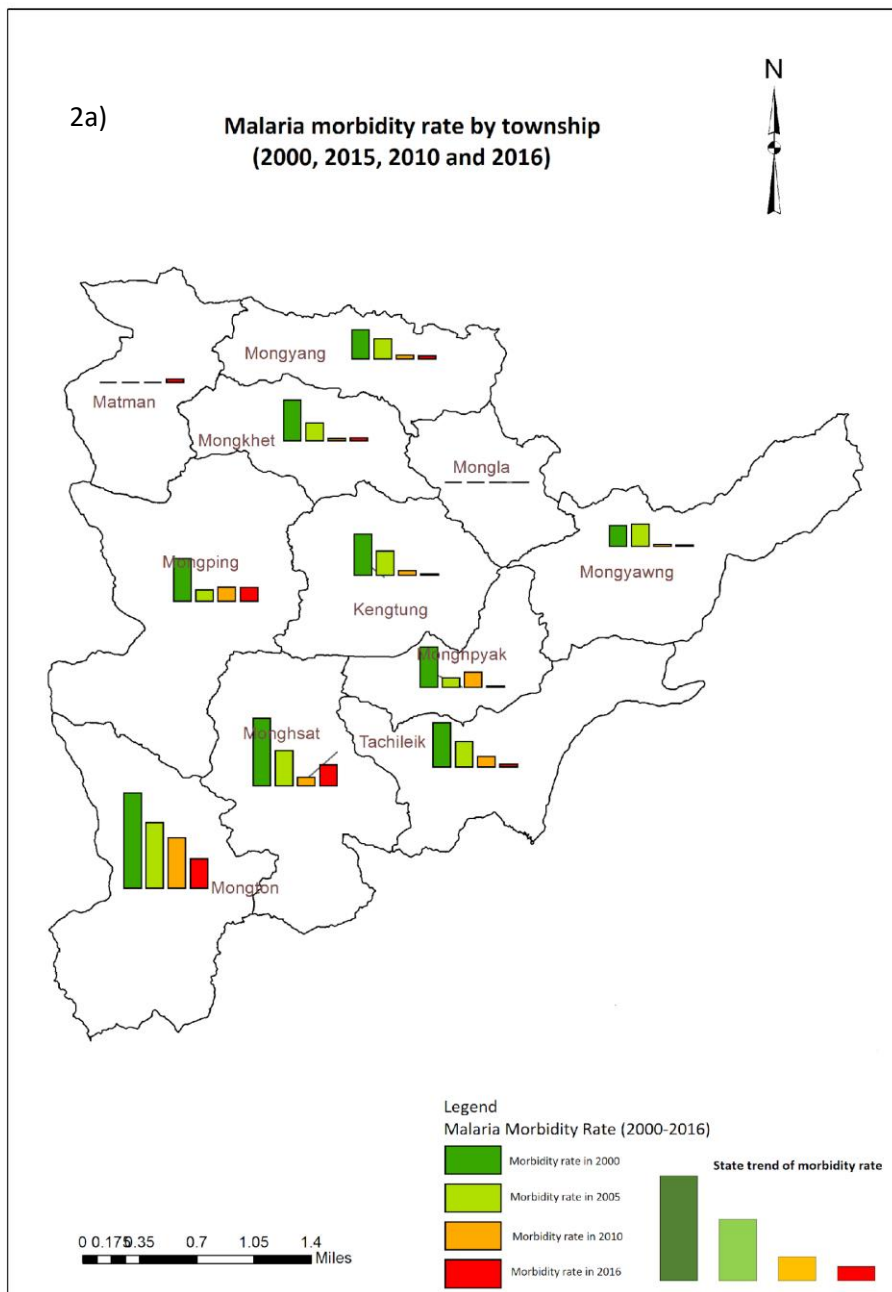 N
2a)
Malaria morbidity rate by township
(2000, 2015, 2010 and 2016)
Mongyang
Matman
Mongkhet
Mongla
Mongping
Mongyawng
Kengtung
Monghpyak
Monghsat
Tachileik
Mongton
Legend
Malaria Morbidity Rate (2000-2016)
Morbidity rate in 2000
State trend of morbidity rate
Morbidity rate in 2005
Morbidity rate in 2010
Morbidity rate in 2016
0 0.175 0.35 0.7 1.05 1.4
Miles